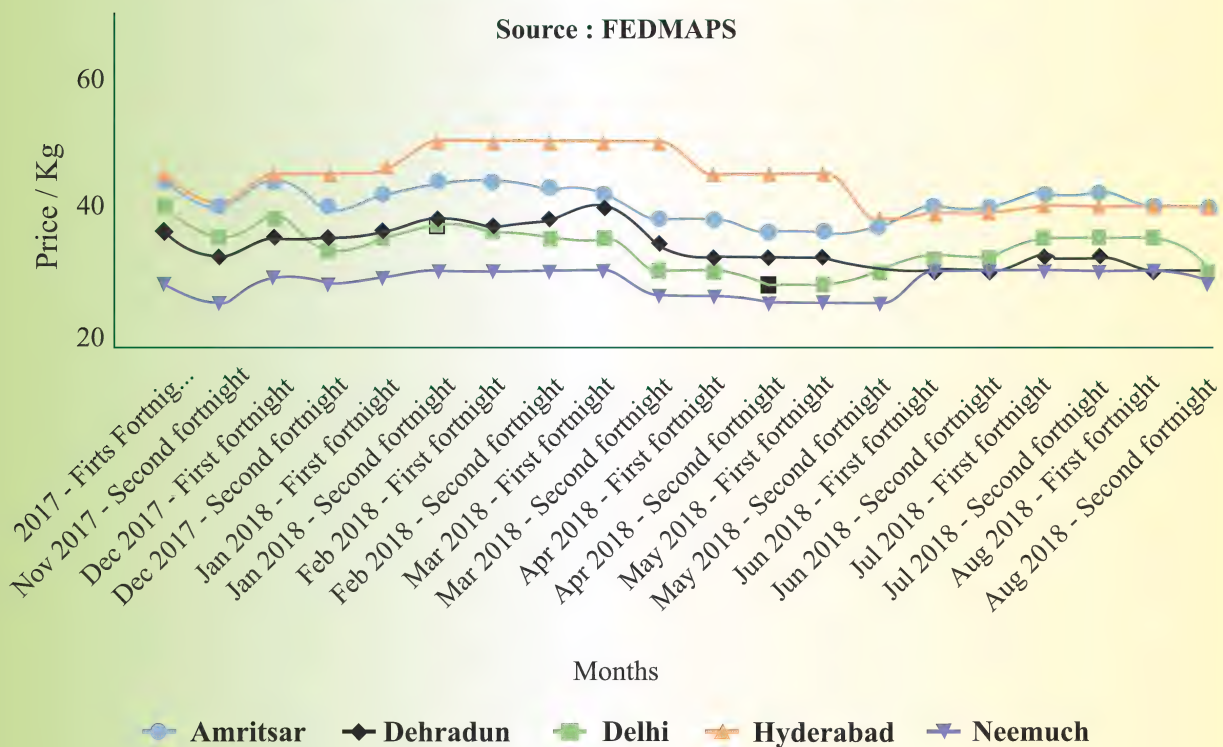 Source : FEDMAPS
60
40
20
Price / Kg
2017 - Firts Fortnig...
Nov 2017 - Second fortnight
Dec 2017 - First fortnight
Dec 2017 - Second fortnight
Jan 2018 - First fortnight
Jan 2018 - Second fortnight
Feb 2018 - First fortnight
Feb 2018 - Second fortnight
Mar 2018 - First fortnight
Mar 2018 - Second fortnight
Apr 2018 - First fortnight
Apr 2018 - Second fortnight
May 2018 - First fortnight
May 2018 - Second fortnight
Jun 2018 - First fortnight
Jun 2018 - Second fortnight
Jul 2018 - First fortnight
Jul 2018 - Second fortnight
Aug 2018 - First fortnight
Aug 2018 - Second fortnight
Months
Amritsar Dehradun Delhi Hyderabad Neemuch